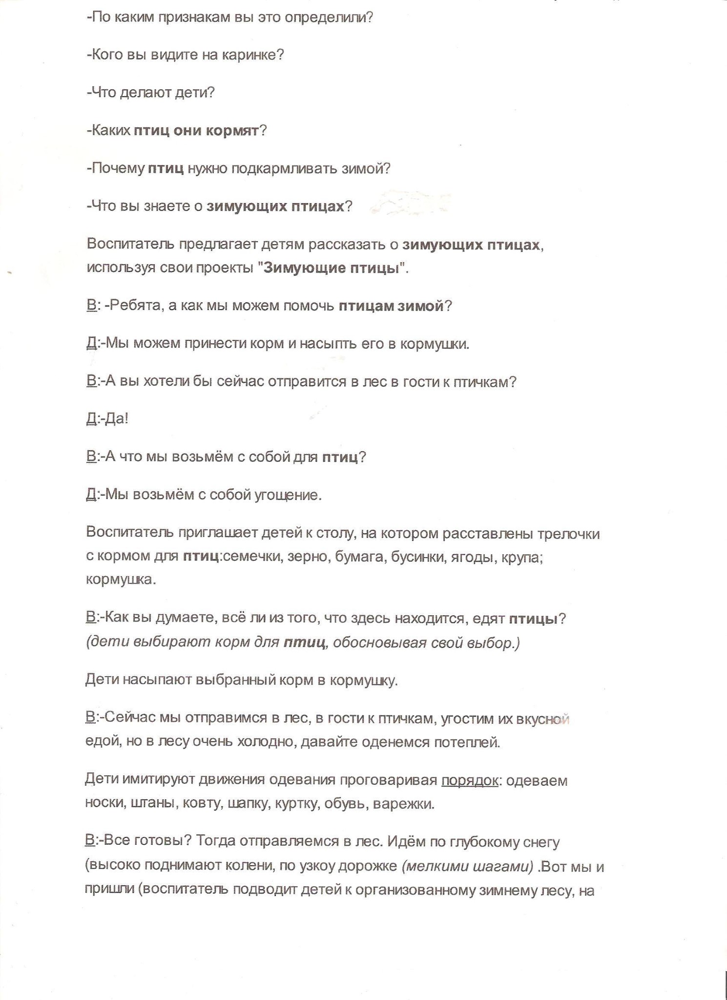 -По каким признакам вы это определили?
-Кого вы видите на каринке?
-Что делают дети?
-Каких птиц они кормят?
-Почему птиц нужно подкармливать зимой?
-Что вы знаете о зимующих птицах?
Воспитатель предлагает детям рассказать о зимующих птицах,
используя свои проекты "Зимующие птицы".
В: -Ребята, а как мы можем помочь птицам зимой?
Д:-Мы можем принести корм и насыпть его в кормушки.
В:-А вы хотели бы сейчас отправится в лес в гости к птичкам?
Д:-Да!
В:-А что мы возьмём с собой для птиц?
Д:-Мы возьмём с собой угощение.
Воспитатель приглашает детей к столу, на котором расставлены трелочки
с кормом для птиц:семечки, зерно, бумага, бусинки, ягоды, крупа;
кормушка.
В:-Как вы думаете, всё ли из того, что здесь находится, едят птицы?
(дети выбирают корм для птиц, обосновывая свой выбор.)
Дети насыпают выбранный корм в кормушку.
В:-Сейчас мы отправимся в лес, в гости к птичкам, угостим их вкусной
едой, но в лесу очень холодно, давайте оденемся потеплей.
Дети имитируют движения одевания проговаривая порядок: одеваем
носки, штаны, ковту, шапку, куртку, обувь, варежки.
В:-Все готовы? Тогда отправляемся в лес. Идём по глубокому снегу
(высоко поднимают колени, по узкоу дорожке (мелкими шагами) .Вот мы и
пришли (воспитатель подводит детей к организованному зимнему лесу, на